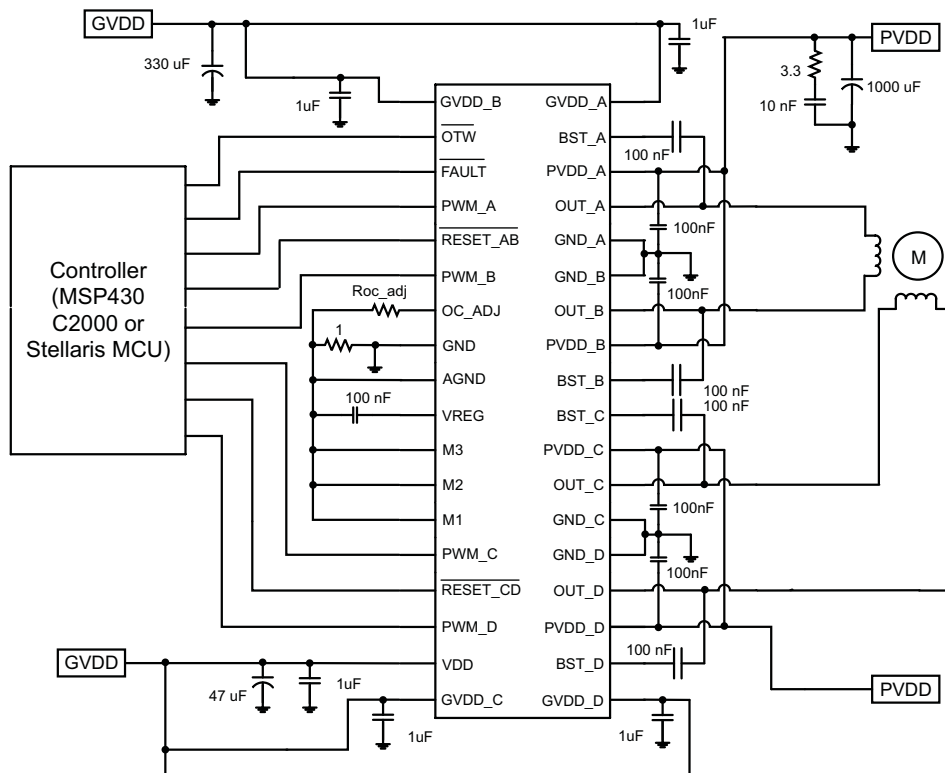 GVDD
1uF
PVDD
330 uF
1uF
3.3
10 nF
1000 uF
GVDD_B
GVDD_A
OTW
BST_A
100 nF
FAULT
PVDD_A
PWM_A
OUT_A
100nF
RESET_AB
GND_A
PWM_B
GND_B
100nF
Controller
(MSP430
C2000 or
Stellaris MCU)
M
Roc_adj
OC_ADJ
OUT_B
1
GND
PVDD_B
AGND
BST_B
100 nF
100 nF
100 nF
VREG
BST_C
M3
PVDD_C
M2
OUT_C
100nF
M1
GND_C
PWM_C
GND_D
100nF
RESET_CD
OUT_D
PWM_D
PVDD_D
100 nF
GVDD
VDD
BST_D
47 uF
1uF
PVDD
GVDD_C
GVDD_D
1uF
1uF